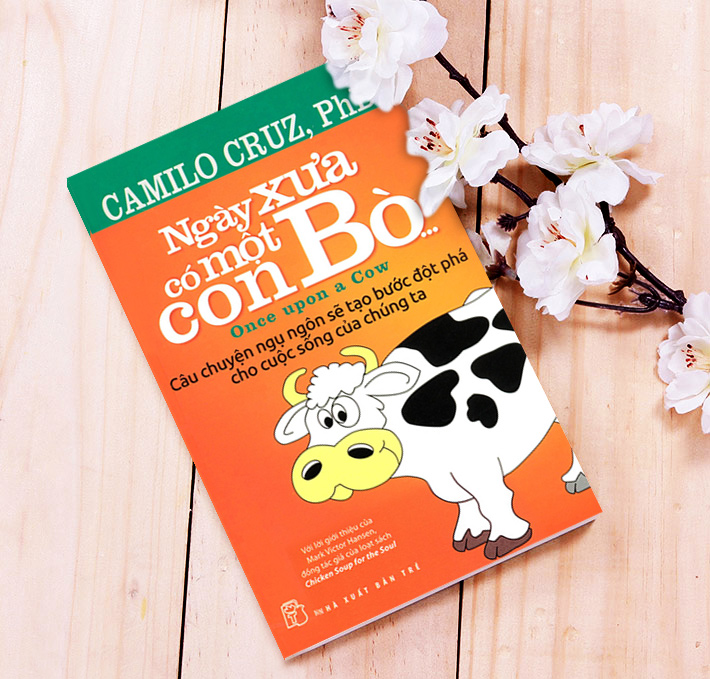 CAMILO CRUZ, PhD
Ngày xưa
có một
con Bò...
Once upon a Cow
Câu chuyện ngụ ngôn sẽ tạo bước đột phá
cho cuộc sống của chúng ta
Với lời giới thiệu của
Mark Victor Hansen,
đồng tác giả của loạt sách
Chicken Soup for the Soul
NHÀ XUẤT BẢN TRẺ